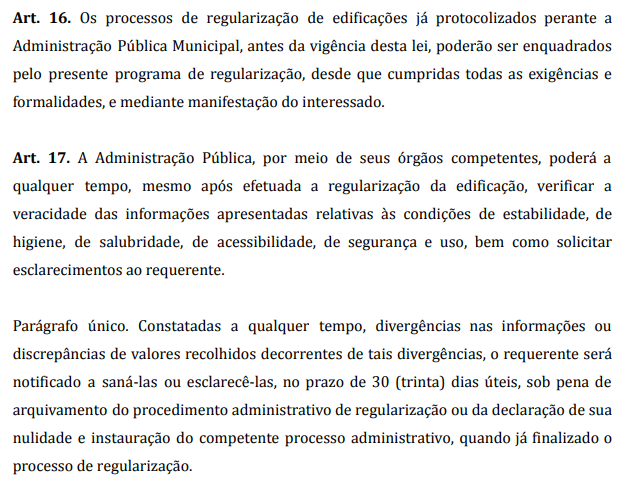 Art. 16. Os processos de regularização de edificações já protocolizados perante a
Administração Pública Municipal, antes da vigência desta lei, poderão ser enquadrados
pelo presente programa de regularização, desde que cumpridas todas as exigências e
formalidades, e mediante manifestação do interessado.
Art. 17. A Administração Pública, por meio de seus órgãos competentes, poderá a
qualquer tempo, mesmo após efetuada a regularização da edificação, verificar a
veracidade das informações apresentadas relativas às condições de estabilidade, de
higiene, de salubridade, de acessibilidade, de segurança e uso, bem como solicitar
esclarecimentos ao requerente.
Parágrafo único. Constatadas a qualquer tempo, divergências nas informações ou
discrepâncias de valores recolhidos decorrentes de tais divergências, o requerente será
notificado a saná-las ou esclarecê-las, no prazo de 30 (trinta) dias úteis, sob pena de
arquivamento do procedimento administrativo de regularização ou da declaração de sua
nulidade e instauração do competente processo administrativo, quando já finalizado o
processo de regularização.